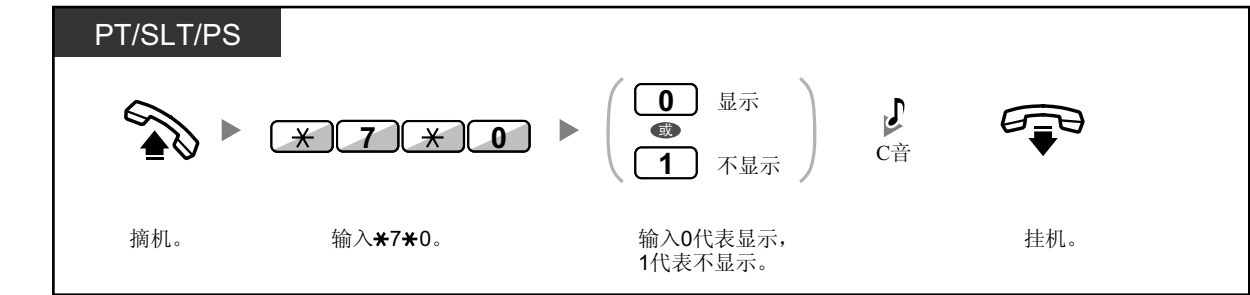 PT/SLT/PS
0 显示
或
1 不显示
* 7 * 0
C音
摘机。
输入*7*0。
输入0代表显示，
1代表不显示。
挂机。